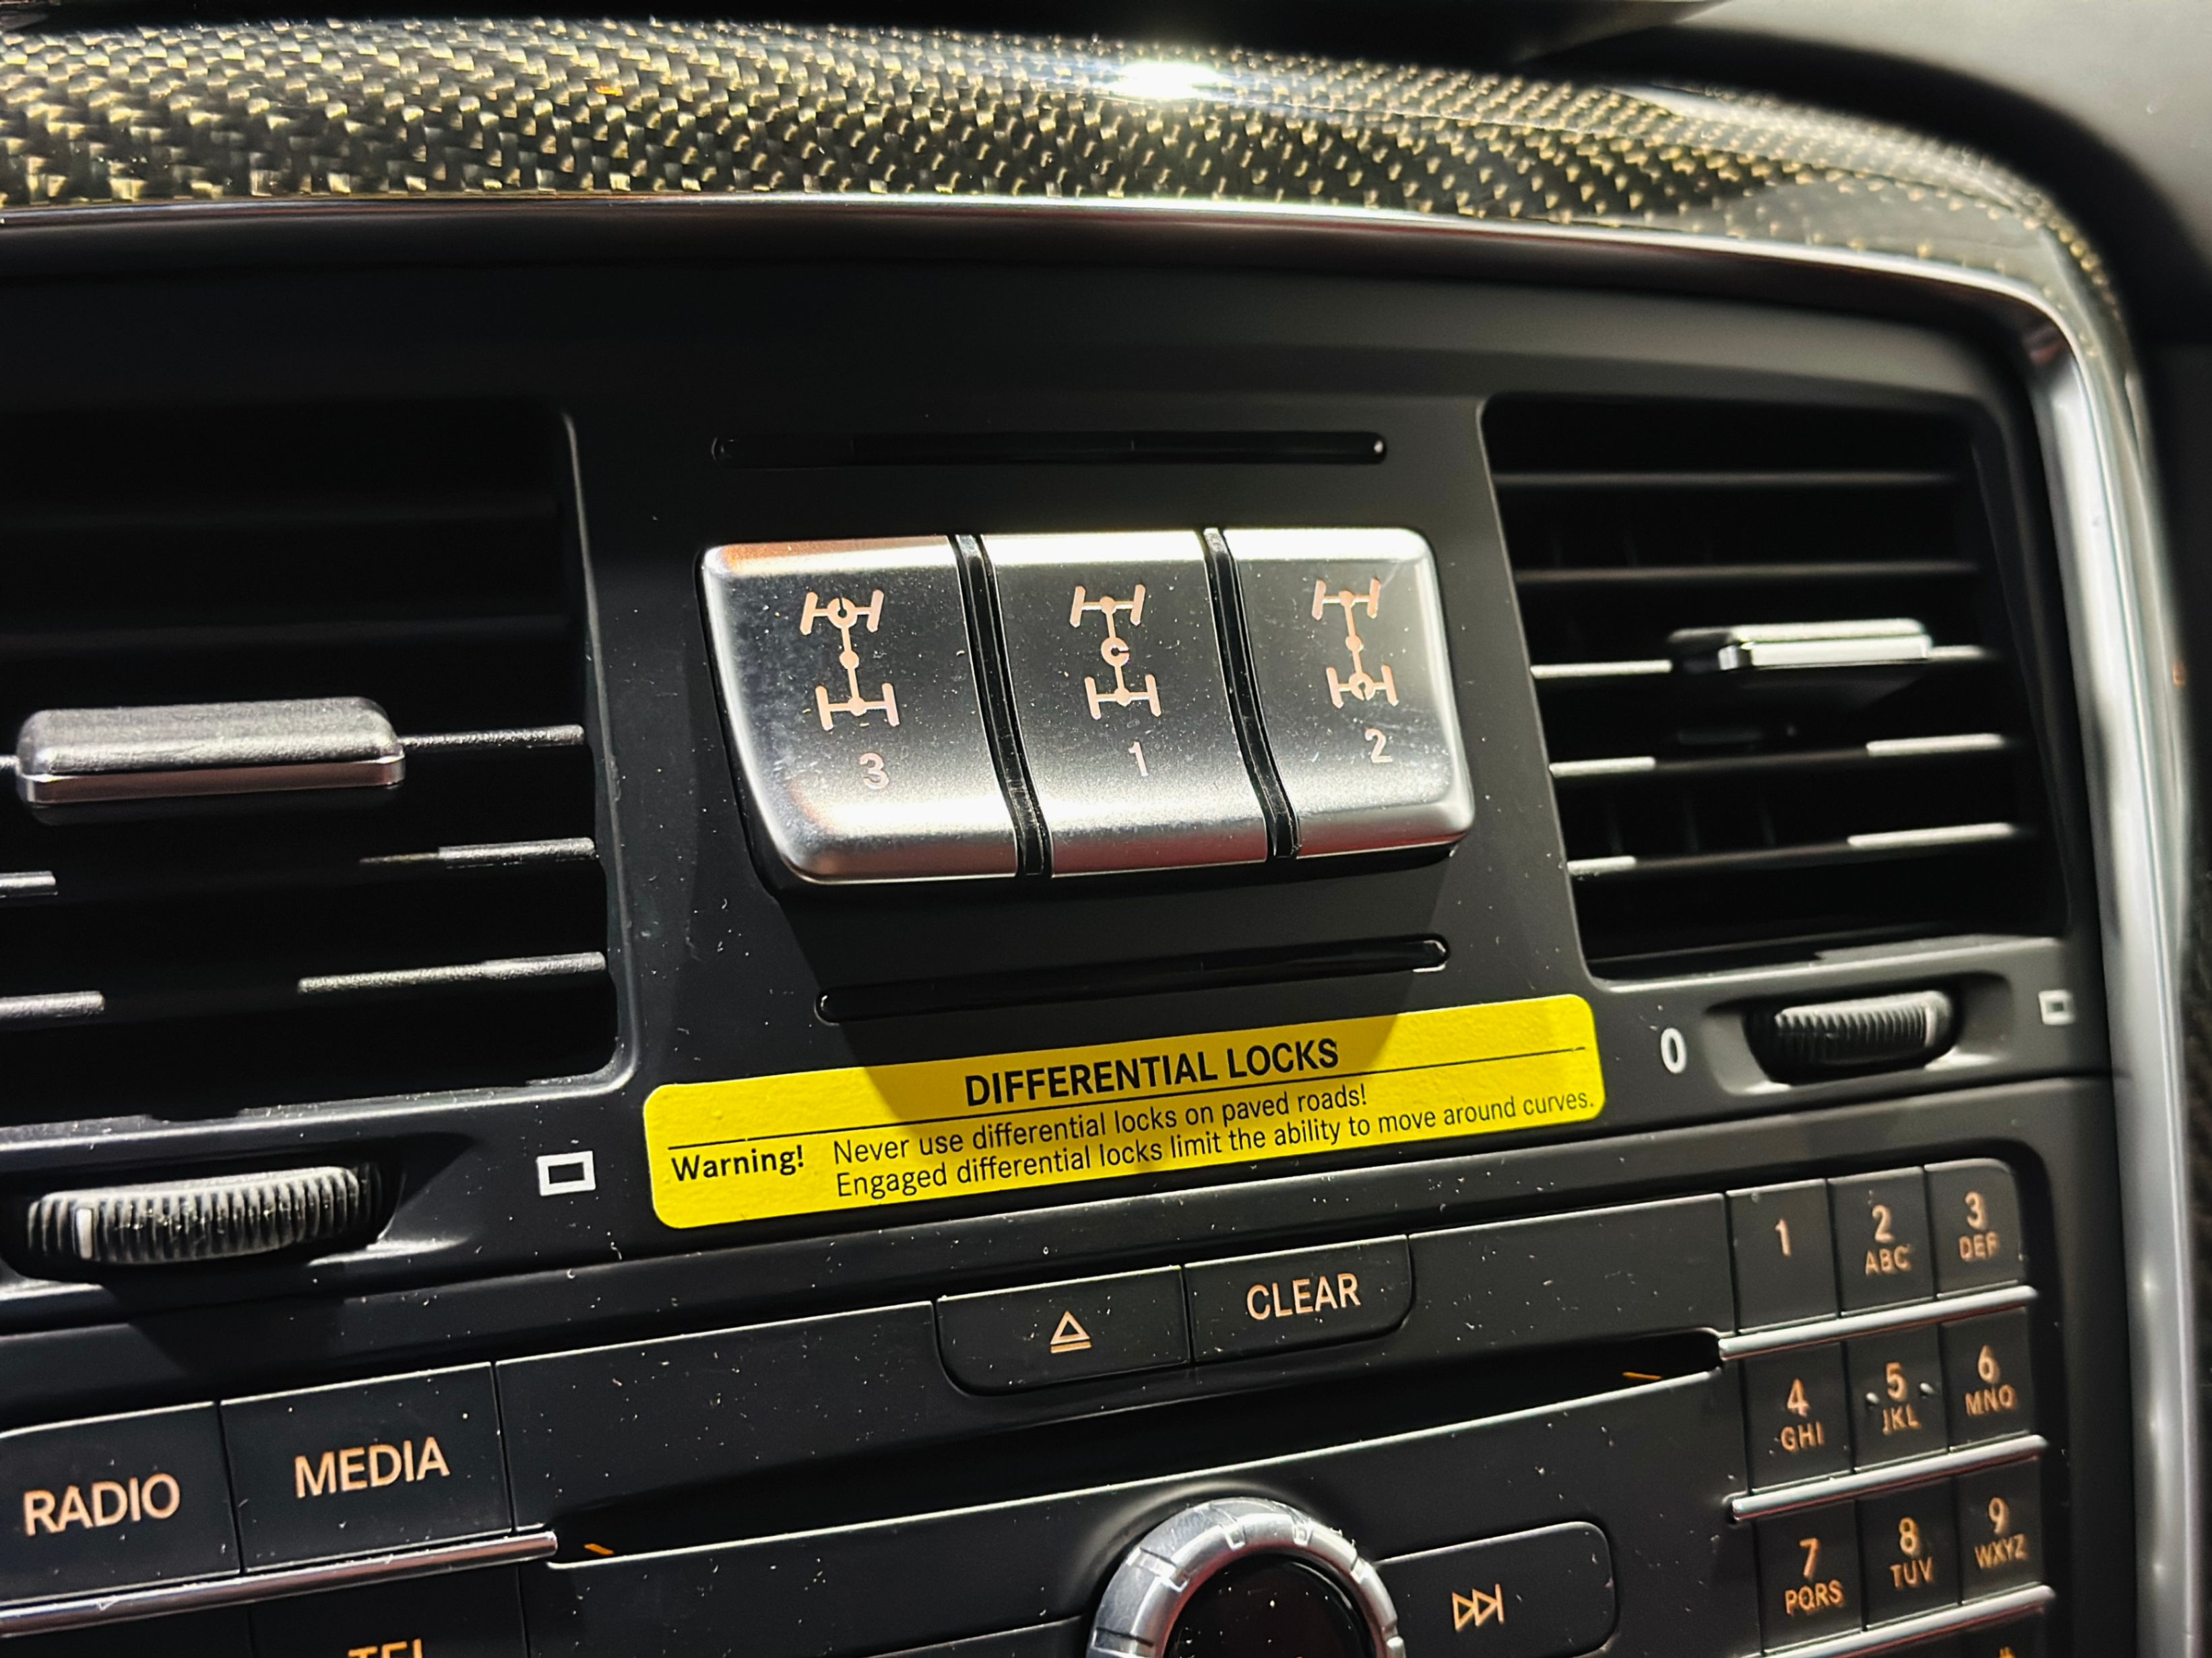 3 1 2
DIFFERENTIAL LOCKS
Warning! Never use differential locks on paved roads!
Engaged differential locks limit the ability to move around curves.
0
CLEAR
1 2 3
ABC DEF
RADIO MEDIA
4 5 6
GHI JKL MNO
7 8 9
PQRS TUV WXYZ